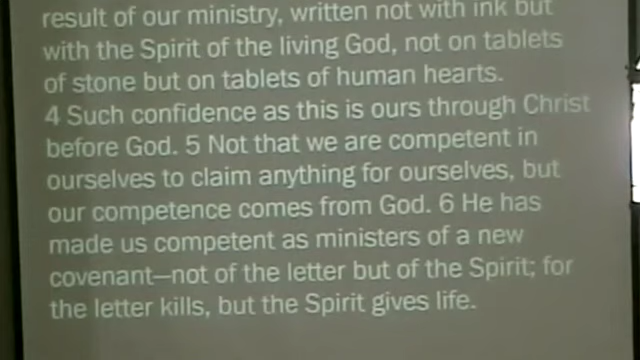 result of our ministry, written not with ink but
with the Spirit of the living God, not on tablets
of stone but on tablets of human hearts.
4 Such confidence as this is ours through Christ
before God. 5 Not that we are competent in
ourselves to claim anything for ourselves, but
our competence comes from God. 6 He has
made us competent as ministers of a new
covenant—not of the letter but of the Spirit; for
the letter kills, but the Spirit gives life.